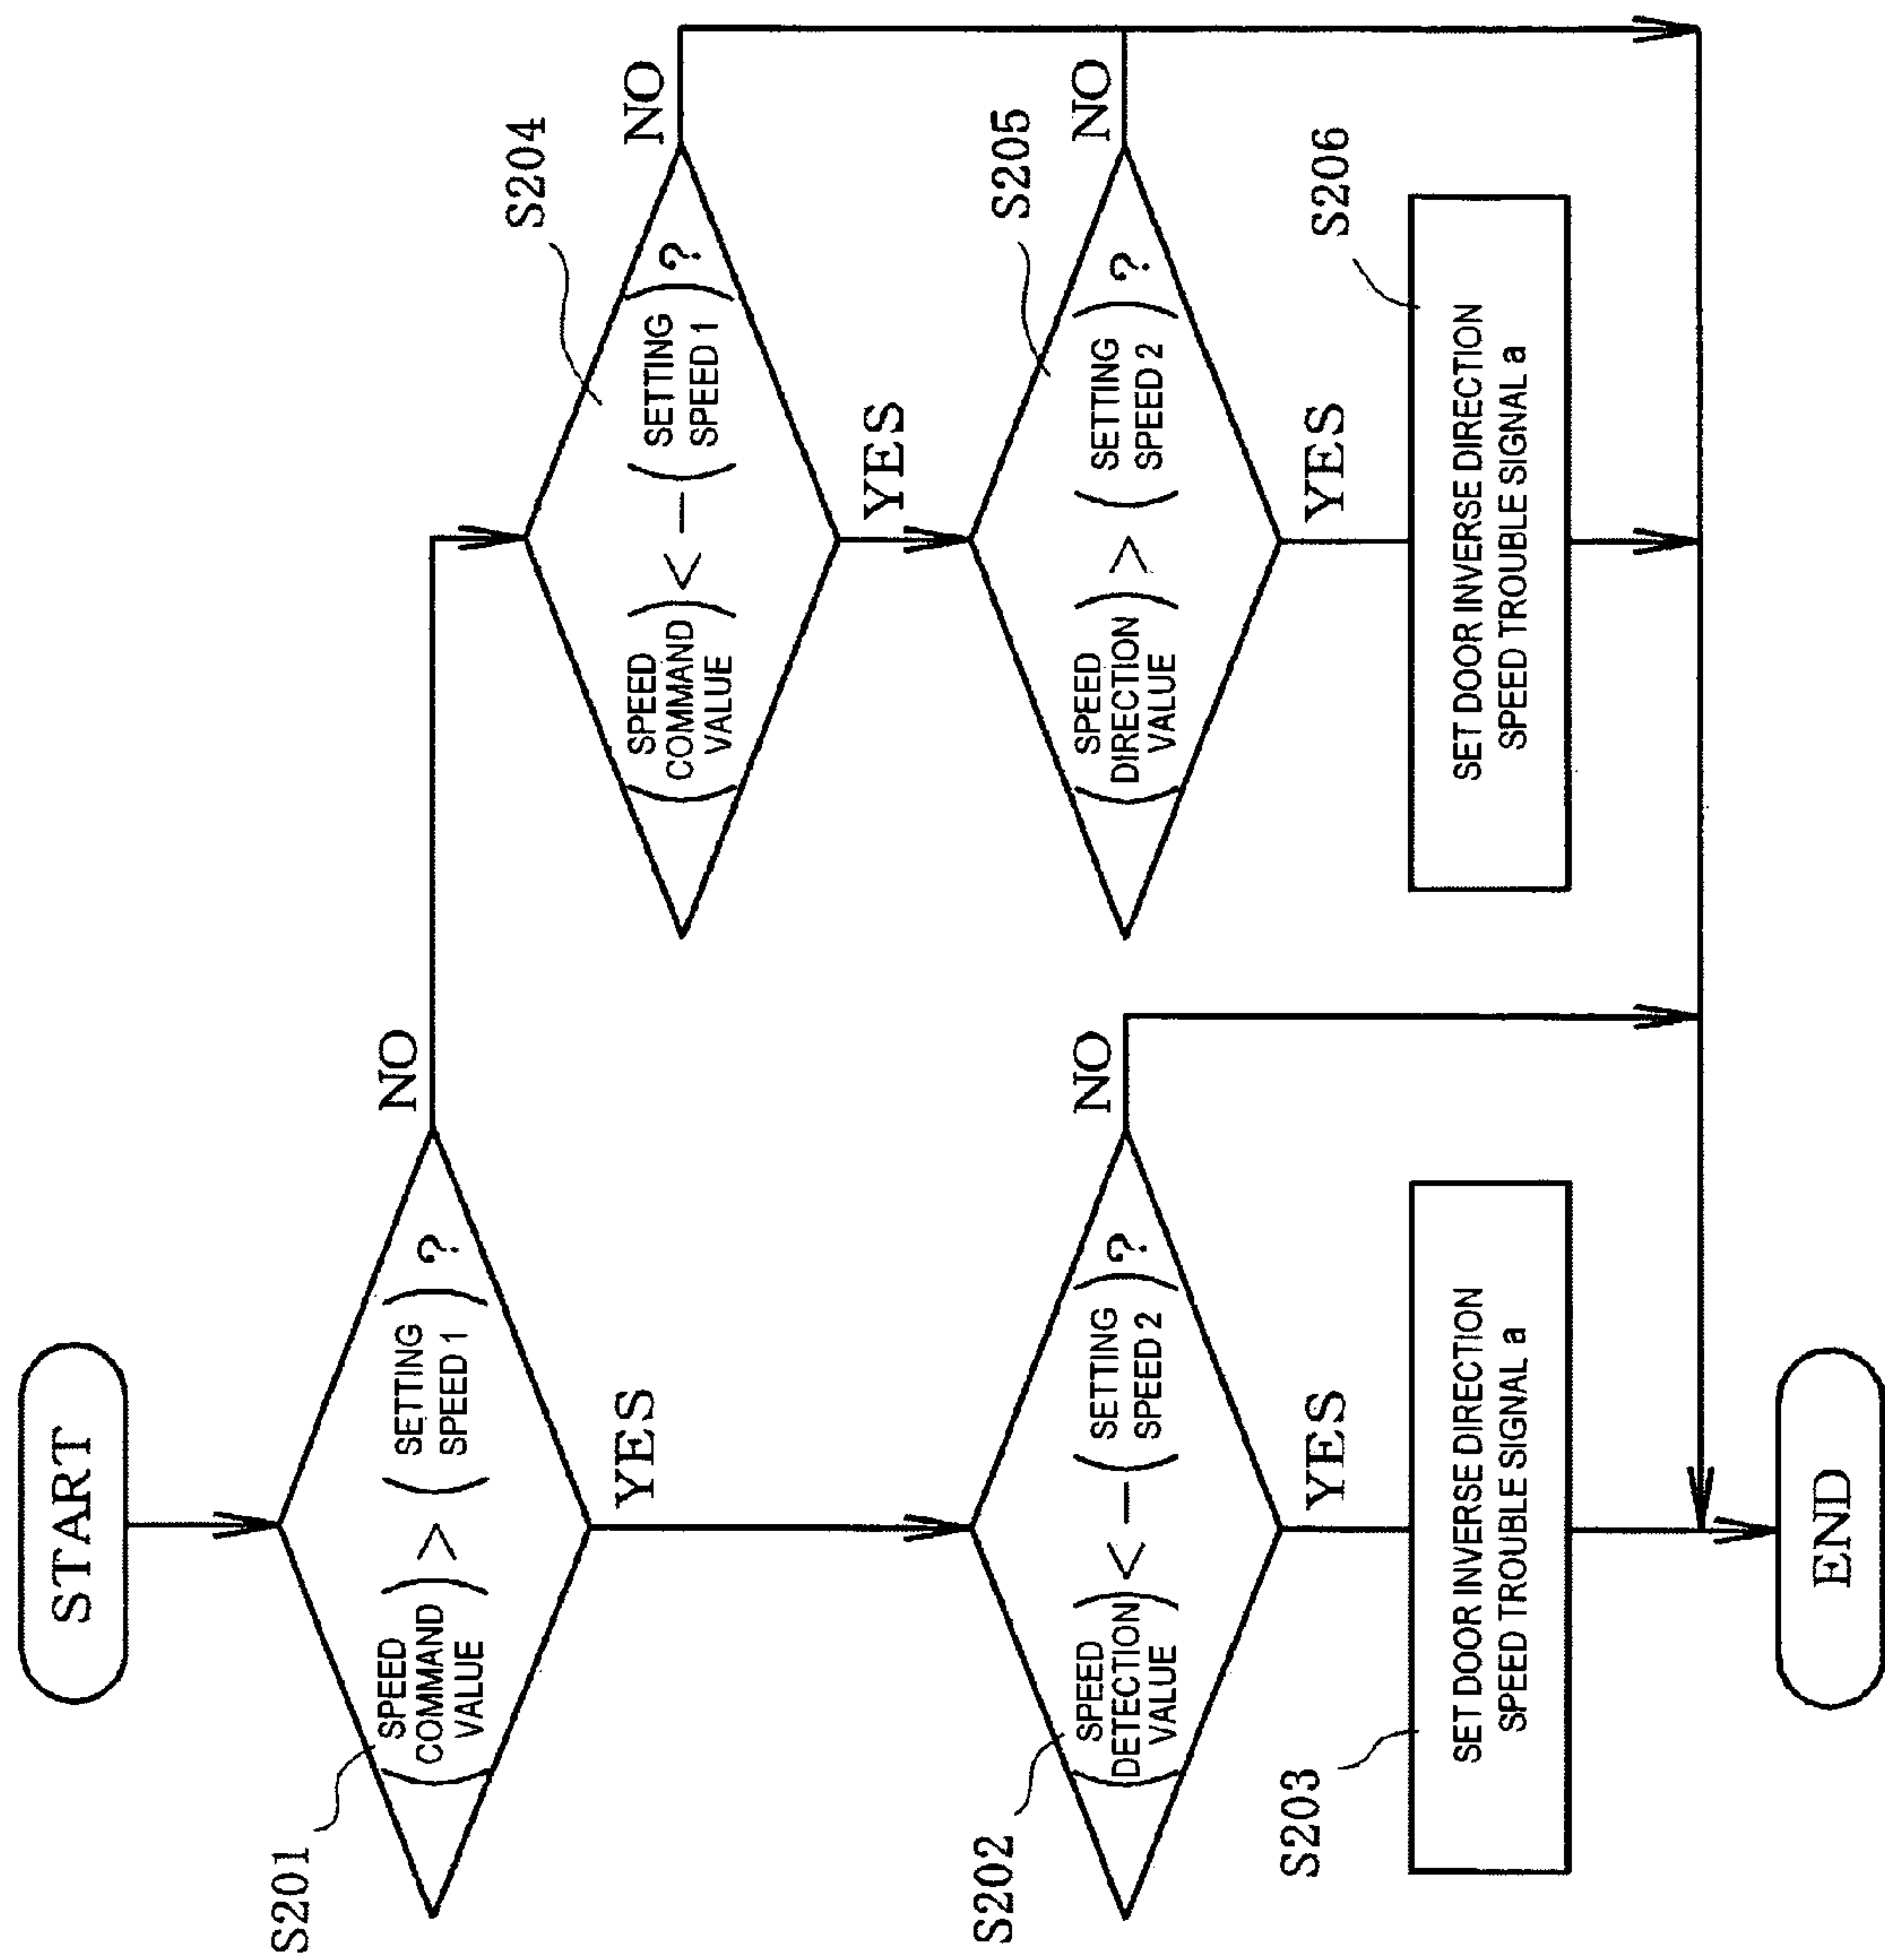 START
S201
( SPEED
COMMAND
VALUE ) > ( SETTING
SPEED 1 ) ?
NO
YES
S202
( SPEED
DETECTION
VALUE ) < − ( SETTING
SPEED 2 ) ?
NO
YES
S203
SET DOOR INVERSE DIRECTION
SPEED TROUBLE SIGNAL a
S204
( SPEED
COMMAND
VALUE ) < − ( SETTING
SPEED 1 ) ?
NO
YES
S205
( SPEED
DIRECTION
VALUE ) > ( SETTING
SPEED 2 ) ?
NO
YES
S206
SET DOOR INVERSE DIRECTION
SPEED TROUBLE SIGNAL a
END